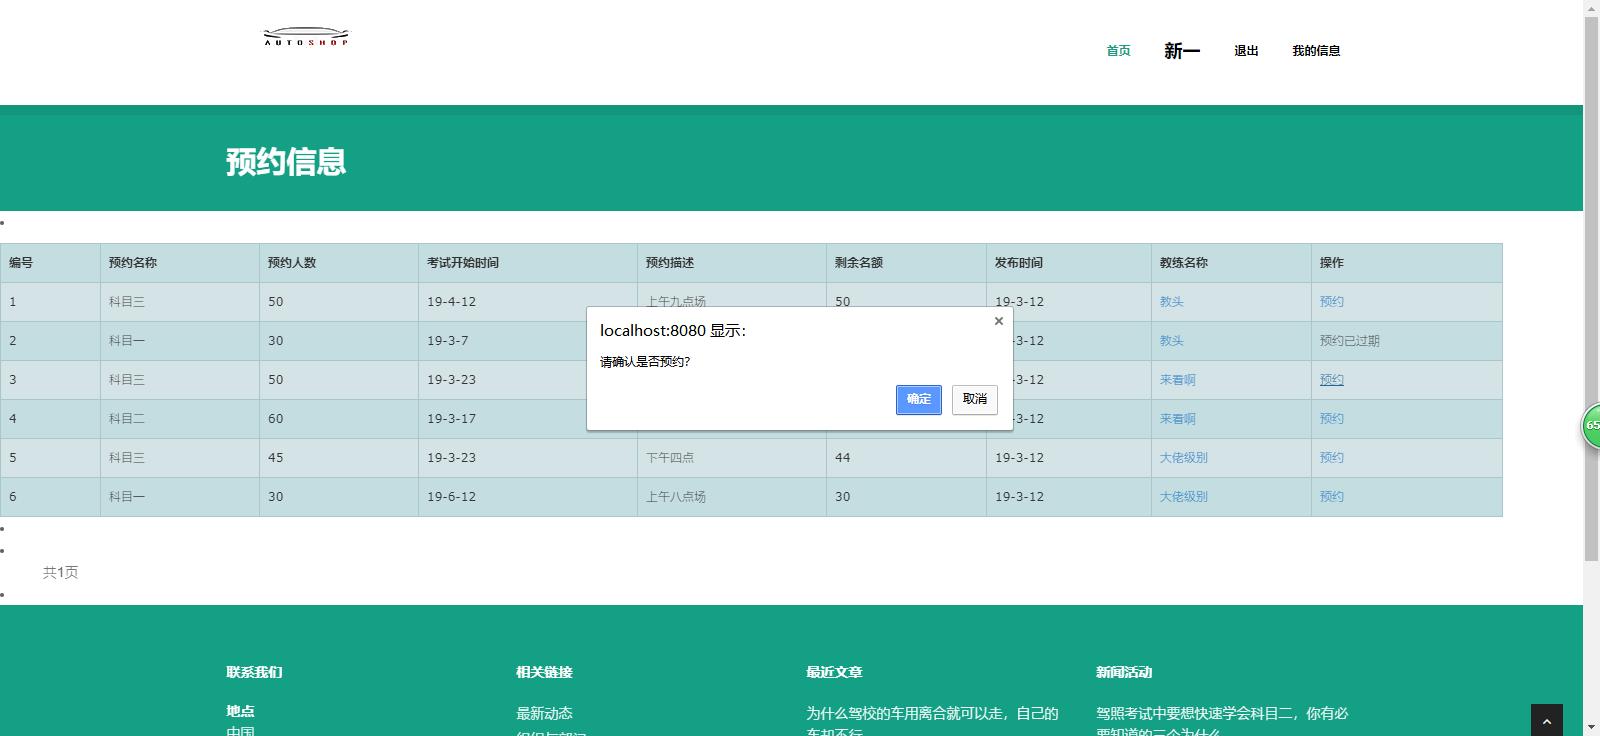 AUTOSHOP
首页 新一 退出 我的信息
预约信息
编号 预约名称 预约人数 考试开始时间 预约描述 剩余名额 发布时间 教练名称 操作
1 科目三 50 19-4-12 上午九点场 50 19-3-12 教头 预约
2 科目一 30 19-3-7 -3-12 教头 预约已过期
3 科目三 50 19-3-23 -3-12 来看啊 预约
4 科目二 60 19-3-17 -3-12 来看啊 预约
5 科目三 45 19-3-23 下午四点 44 19-3-12 大佬级别 预约
6 科目一 30 19-6-12 上午八点场 30 19-3-12 大佬级别 预约
localhost:8080 显示：
请确认是否预约？
确定 取消
65
共1页
联系我们 相关链接 最近文章 新闻活动
地点
中国
最新动态
为什么驾校的车用离合就可以走，自己的
车却不行
驾照考试中要想快速学会科目二，你有必
要知道的三个为什么